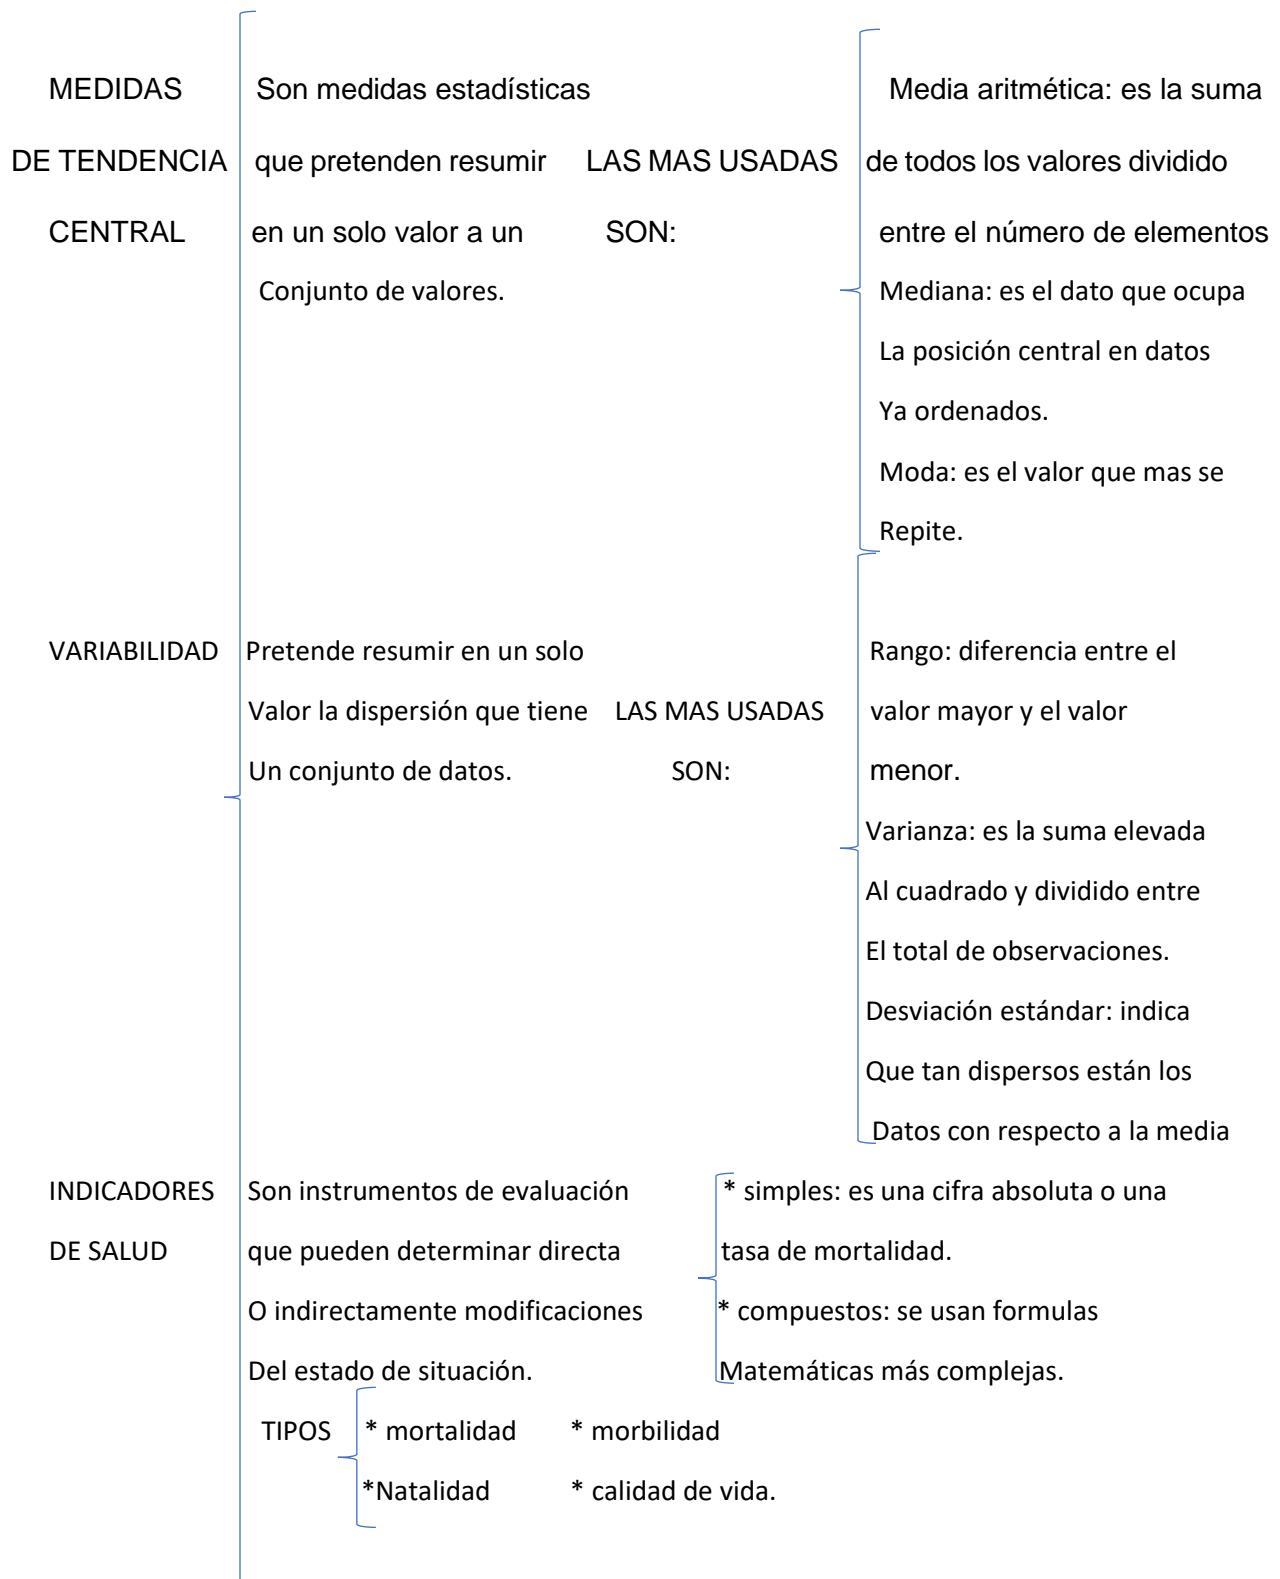 MEDIDAS Son medidas estadísticas Media aritmética: es la suma
DE TENDENCIA que pretenden resumir LAS MAS USADAS de todos los valores dividido
CENTRAL en un solo valor a un SON: entre el número de elementos
Conjunto de valores. Mediana: es el dato que ocupa
La posición central en datos
Ya ordenados.
Moda: es el valor que mas se
Repite.
VARIABILIDAD Pretende resumir en un solo Rango: diferencia entre el
Valor la dispersión que tiene LAS MAS USADAS valor mayor y el valor
Un conjunto de datos. SON: menor.
Varianza: es la suma elevada
Al cuadrado y dividido entre
El total de observaciones.
Desviación estándar: indica
Que tan dispersos están los
Datos con respecto a la media
INDICADORES Son instrumentos de evaluación * simples: es una cifra absoluta o una
DE SALUD que pueden determinar directa tasa de mortalidad.
O indirectamente modificaciones * compuestos: se usan formulas
Del estado de situación. Matemáticas más complejas.
TIPOS * mortalidad * morbilidad
*Natalidad * calidad de vida.